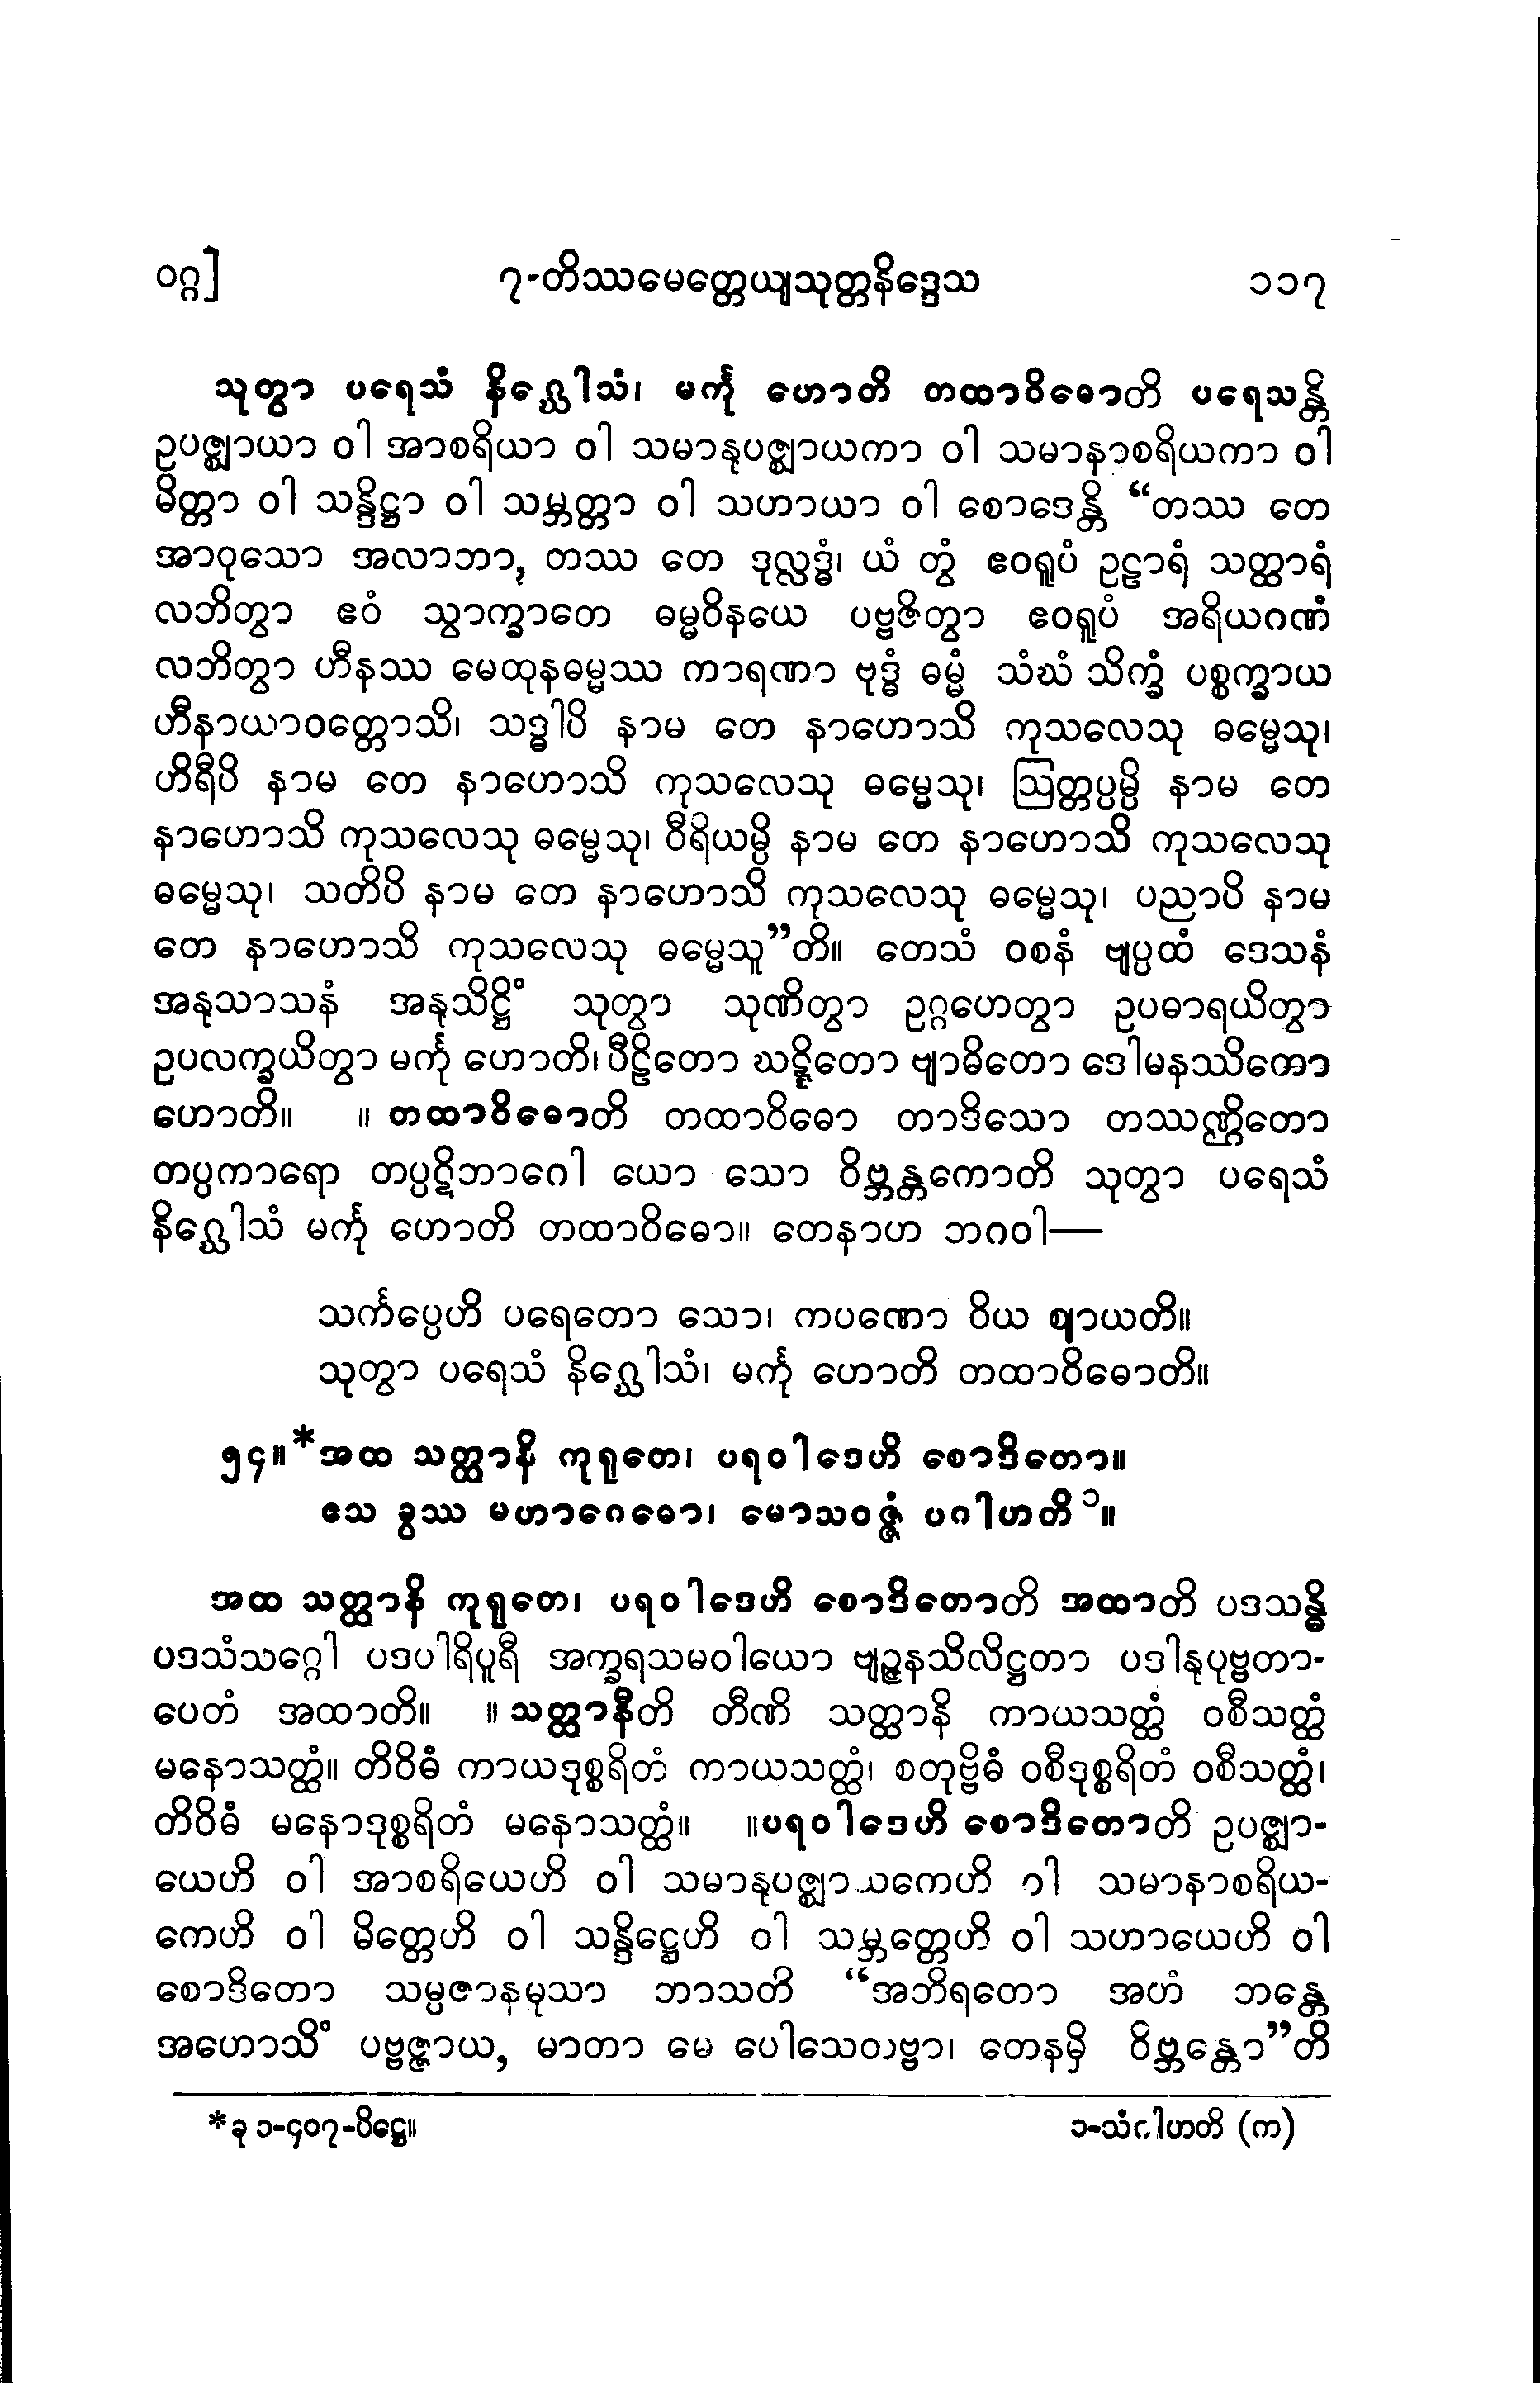 ဝဂ္ဂ] ၇-တိဿမေတ္တေယျသုတ္တနိဒ္ဒေသ ၁၁၇
သုတွာ ပရေသံ နိဂ္ဃေါသံ၊ မင်္ကု ဟောတိ တထာဝိဓောတိ ပရေသန္တိ
ဥပဇ္ဈာယာ ဝါ အာစရိယာ ဝါ သမာနုပဇ္ဈာယကာ ဝါ သမာနာစရိယကာ ဝါ
မိတ္တာ ဝါ သန္ဒိဋ္ဌာ ဝါ သမ္ဘတ္တာ ဝါ သဟာယာ ဝါ စောဒေန္တိ “တဿ တေ
အာဝုသော အလာဘာ, တဿ တေ ဒုလ္လဒ္ဓံ၊ ယံ တွံ ဧဝရူပံ ဥဠာရံ သတ္ထာရံ
လဘိတွာ ဧဝံ သွာက္ခာတေ ဓမ္မဝိနယေ ပဗ္ဗဇိတွာ ဧဝရူပံ အရိယဂဏံ
လဘိတွာ ဟီနဿ မေထုနဓမ္မဿ ကာရဏာ ဗုဒ္ဓံ ဓမ္မံ သံဃံ သိက္ခံ ပစ္စက္ခာယ
ဟီနာယာဝတ္တောသိ၊ သဒ္ဓါပိ နာမ တေ နာဟောသိ ကုသလေသု ဓမ္မေသု၊
ဟိရီပိ နာမ တေ နာဟောသိ ကုသလေသု ဓမ္မေသု၊ ဩတ္တပ္ပမ္ပိ နာမ တေ
နာဟောသိ ကုသလေသု ဓမ္မေသု၊ ဝီရိယမ္ပိ နာမ တေ နာဟောသိ ကုသလေသု
ဓမ္မေသု၊ သတိပိ နာမ တေ နာဟောသိ ကုသလေသု ဓမ္မေသု၊ ပညာပိ နာမ
တေ နာဟောသိ ကုသလေသု ဓမ္မေသူ”တိ။ တေသံ ဝစနံ ဗျပ္ပထံ ဒေသနံ
အနုသာသနံ အနုသိဋ္ဌိံ သုတွာ သုဏိတွာ ဥဂ္ဂဟေတွာ ဥပဓာရယိတွာ
ဥပလက္ခယိတွာ မင်္ကု ဟောတိ၊ ပီဠိတော ဃဋ္ဋိတော ဗျာဓိတော ဒေါမနဿိတော
ဟောတိ။ ။ တထာဝိဓောတိ တထာဝိဓော တာဒိသော တဿဏ္ဌိတော
တပ္ပကာရော တပ္ပဋိဘာဂေါ ယော သော ဝိဗ္ဘန္တကောတိ သုတွာ ပရေသံ
နိဂ္ဃေါသံ မင်္ကု ဟောတိ တထာဝိဓော။ တေနာဟ ဘဂဝါ—
သင်္ကပ္ပေဟိ ပရေတော သော၊ ကပဏော ဝိယ ဈာယတိ။
သုတွာ ပရေသံ နိဂ္ဃေါသံ၊ မင်္ကု ဟောတိ တထာဝိဓောတိ။
၅၄။*အထ သတ္ထာနိ ကုရုတေ၊ ပရဝါဒေဟိ စောဒိတော။
ဧသ ခွဿ မဟာဂေဓော၊ မောသဝဇ္ဇံ ပဂါဟတိ၁။
အထ သတ္ထာနိ ကုရုတေ၊ ပရဝါဒေဟိ စောဒိတောတိ အထာတိ ပဒသန္ဓိ
ပဒသံသဂ္ဂေါ ပဒပါရိပူရီ အက္ခရသမဝါယော ဗျဉ္ဇနသိလိဋ္ဌတာ ပဒါနုပုဗ္ဗတာ-
ပေတံ အထာတိ။ ။ သတ္ထာနီတိ တီဏိ သတ္ထာနိ ကာယသတ္ထံ ဝစီသတ္ထံ
မနောသတ္ထံ။ တိဝိဓံ ကာယဒုစ္စရိတံ ကာယသတ္ထံ၊ စတုဗ္ဗိဓံ ဝစီဒုစ္စရိတံ ဝစီသတ္ထံ၊
တိဝိဓံ မနောဒုစ္စရိတံ မနောသတ္ထံ။ ။ပရဝါဒေဟိ စောဒိတောတိ ဥပဇ္ဈာ-
ယေဟိ ဝါ အာစရိယေဟိ ဝါ သမာနုပဇ္ဈာယကေဟိ ဝါ သမာနာစရိယ-
ကေဟိ ဝါ မိတ္တေဟိ ဝါ သန္ဒိဋ္ဌေဟိ ဝါ သမ္ဘတ္တေဟိ ဝါ သဟာယေဟိ ဝါ
စောဒိတော သမ္ပဇာနမုသာ ဘာသတိ “အဘိရတော အဟံ ဘန္တေ
အဟောသိံ ပဗ္ဗဇ္ဇာယ, မာတာ မေ ပေါသေတဗ္ဗာ၊ တေနမှိ ဝိဗ္ဘန္တော”တိ
*ခု ၁-၄၀၇-ပိဋ္ဌေ။ ၁-သံဂါဟတိ (က)